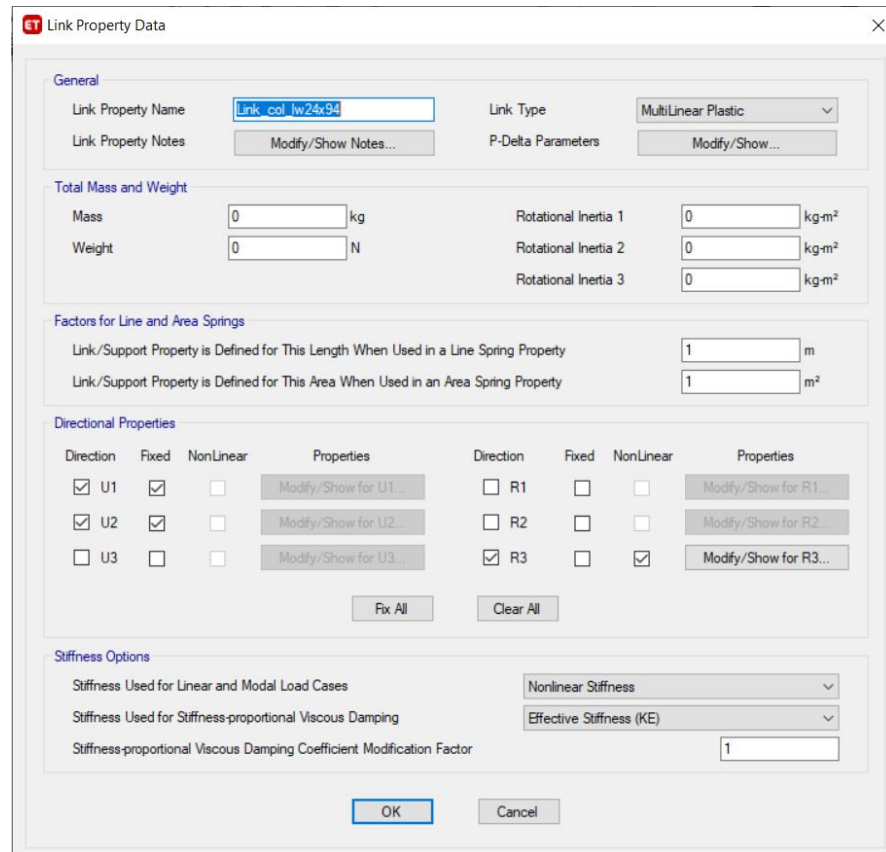 ET Link Property Data
General
Link Property Name Link_col_lw24x94 Link Type MultiLinear Plastic
Link Property Notes Modify/Show Notes... P-Delta Parameters Modify/Show...
Total Mass and Weight
Mass 0 kg Rotational Inertia 1 0 kg-m²
Weight 0 N Rotational Inertia 2 0 kg-m²
Rotational Inertia 3 0 kg-m²
Factors for Line and Area Springs
Link/Support Property is Defined for This Length When Used in a Line Spring Property 1 m
Link/Support Property is Defined for This Area When Used in an Area Spring Property 1 m²
Directional Properties
Direction Fixed NonLinear Properties Direction Fixed NonLinear Properties
U1 Modify/Show for U1... R1 Modify/Show for R1...
U2 Modify/Show for U2... R2 Modify/Show for R2...
U3 Modify/Show for U3... R3 Modify/Show for R3...
Fix All Clear All
Stiffness Options
Stiffness Used for Linear and Modal Load Cases Nonlinear Stiffness
Stiffness Used for Stiffness-proportional Viscous Damping Effective Stiffness (KE)
Stiffness-proportional Viscous Damping Coefficient Modification Factor 1
OK Cancel